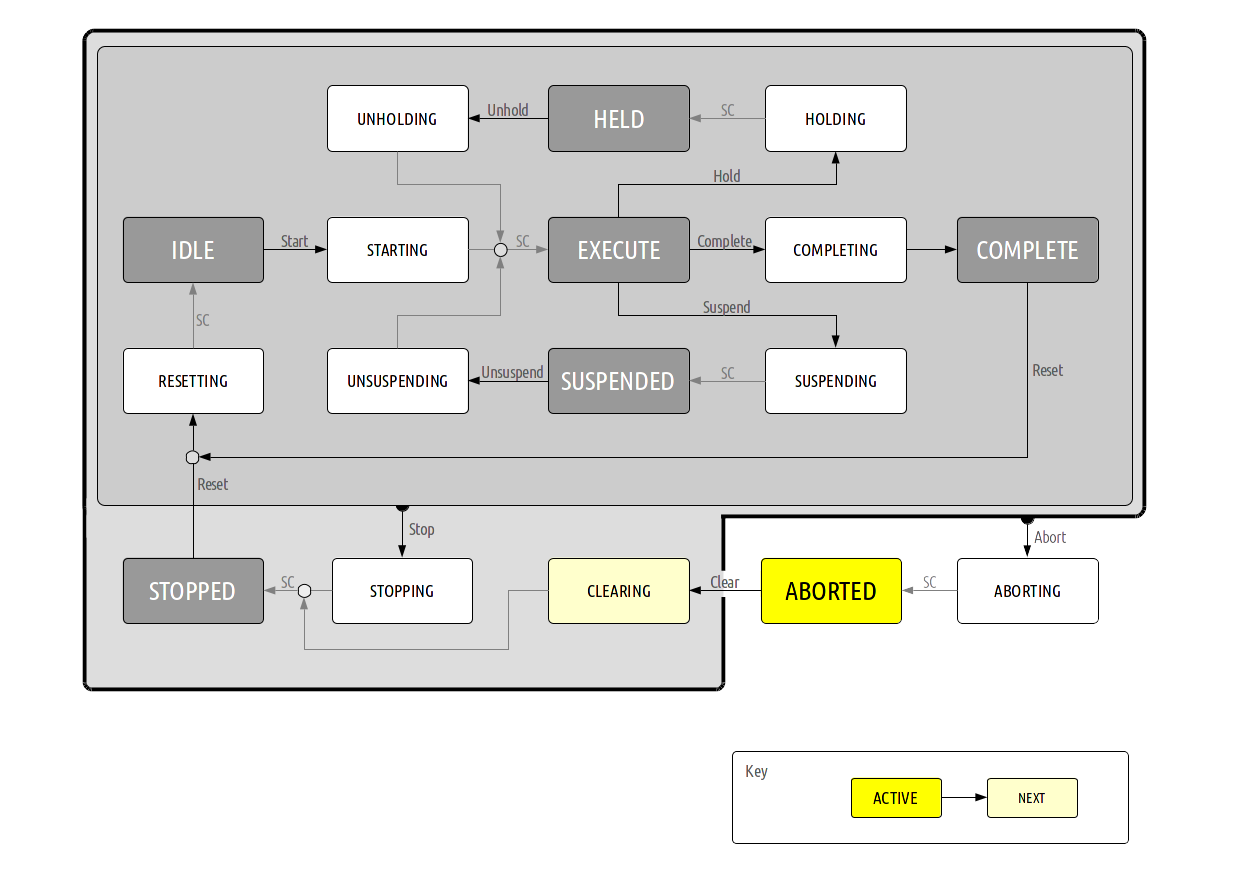 UNHOLDING
Unhold
HELD
SC
HOLDING
Hold
IDLE
Start
STARTING
SC
EXECUTE
Complete
COMPLETING
COMPLETE
Suspend
SC
RESETTING
UNSUSPENDING
Unsuspend
SUSPENDED
SC
SUSPENDING
Reset
Reset
Stop
Abort
STOPPED
SC
STOPPING
CLEARING
Clear
ABORTED
SC
ABORTING
Key
ACTIVE
NEXT